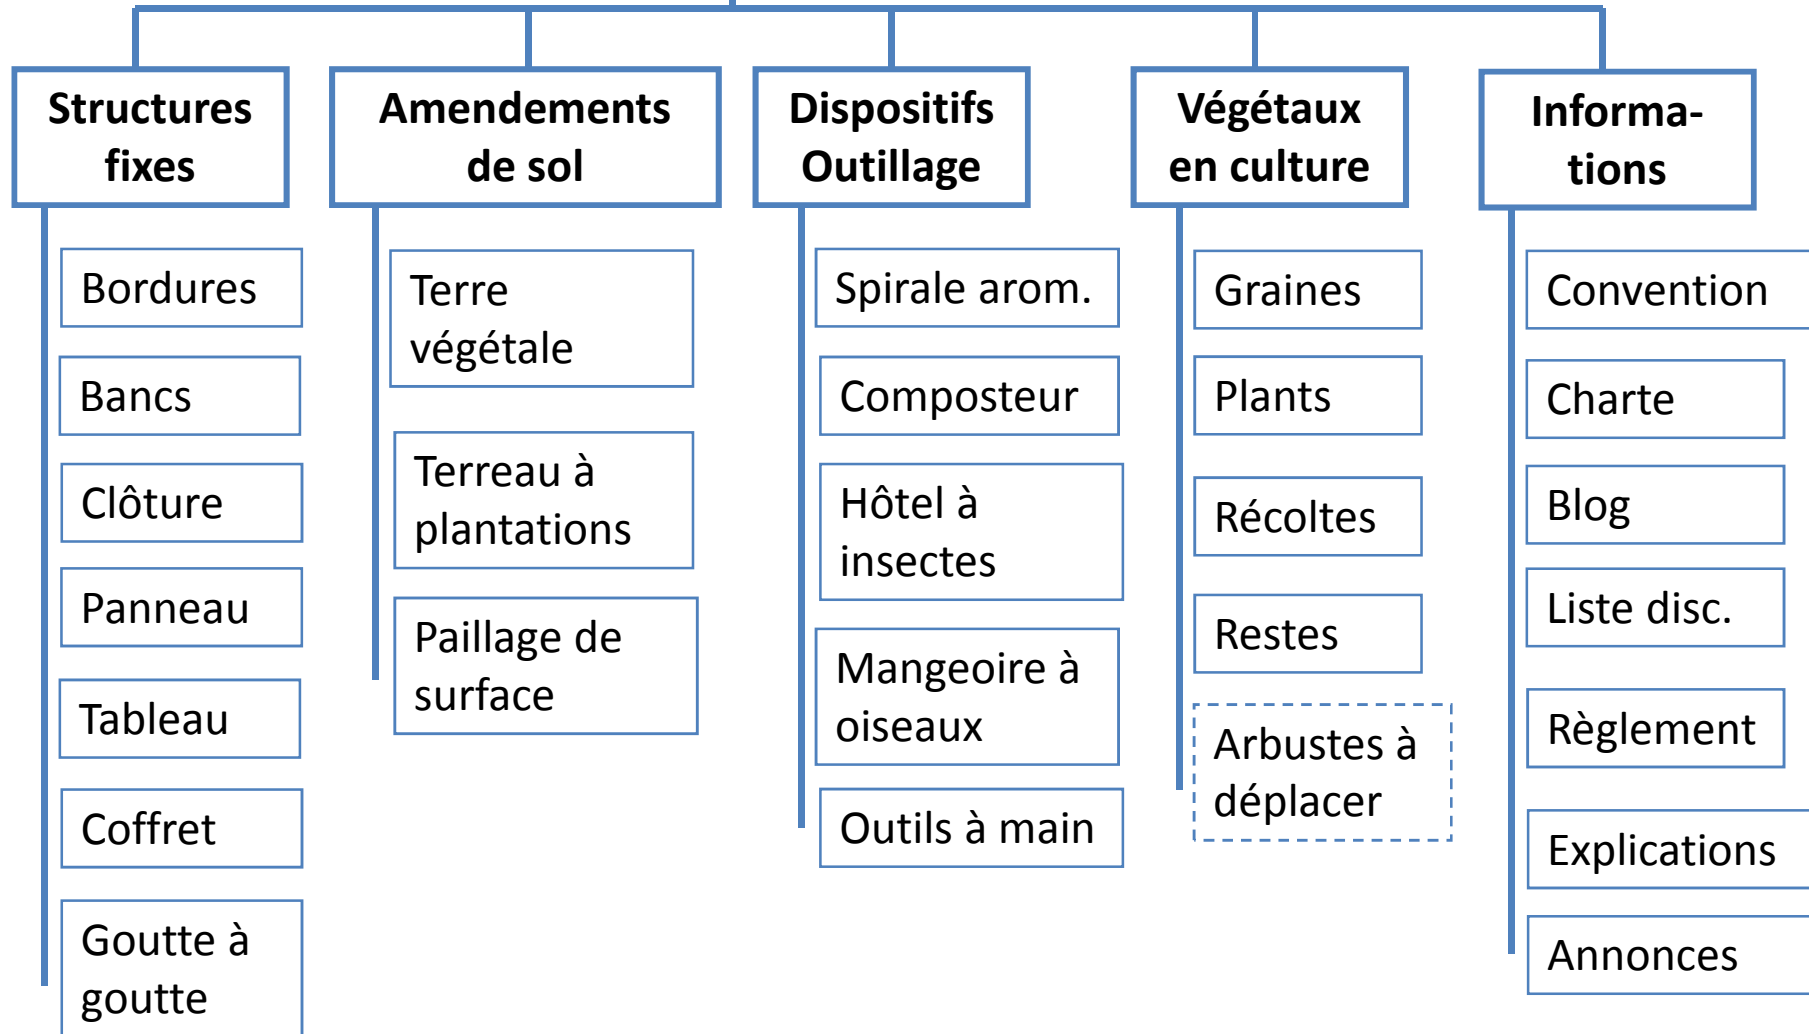 Structures
fixes
Bordures
Bancs
Clôture
Panneau
Tableau
Coffret
Goutte à
goutte
Amendements
de sol
Terre
végétale
Terreau à
plantations
Paillage de
surface
Dispositifs
Outillage
Spirale arom.
Composteur
Hôtel à
insectes
Mangeoire à
oiseaux
Outils à main
Végétaux
en culture
Graines
Plants
Récoltes
Restes
Arbustes à
déplacer
Informa-
tions
Convention
Charte
Blog
Liste disc.
Règlement
Explications
Annonces